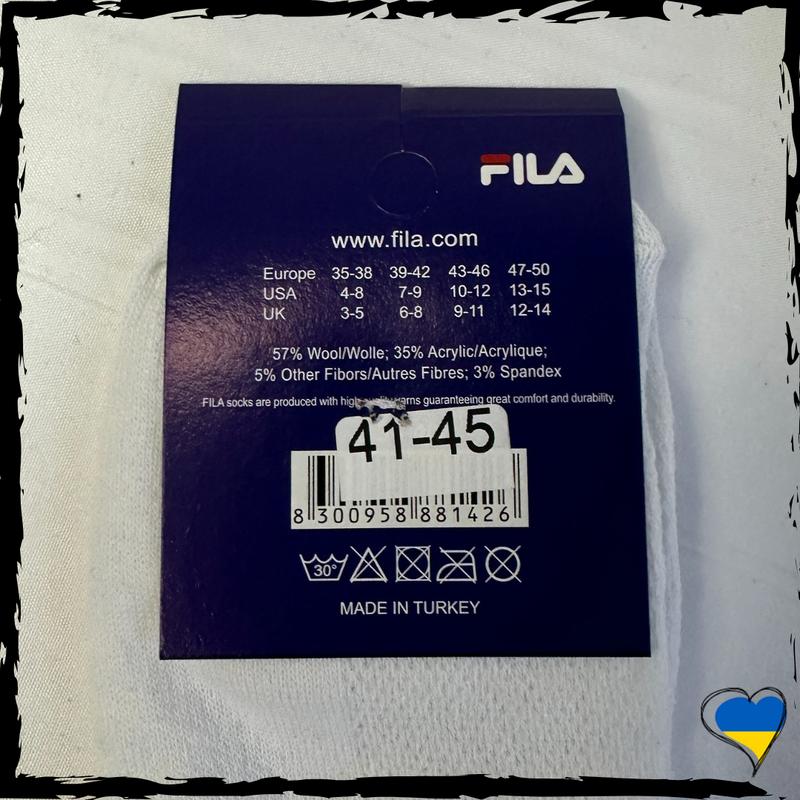 FILA
www.fila.com
Europe 35-38 39-42 43-46 47-50
USA 4-8 7-9 10-12 13-15
UK 3-5 6-8 9-11 12-14
57% Wool/Wolle; 35% Acrylic/Acrylique;
5% Other Fibors/Autres Fibres; 3% Spandex
FILA socks are produced with high quality yarns guaranteeing great comfort and durability.
41-45
8 300958 881426
30°
MADE IN TURKEY